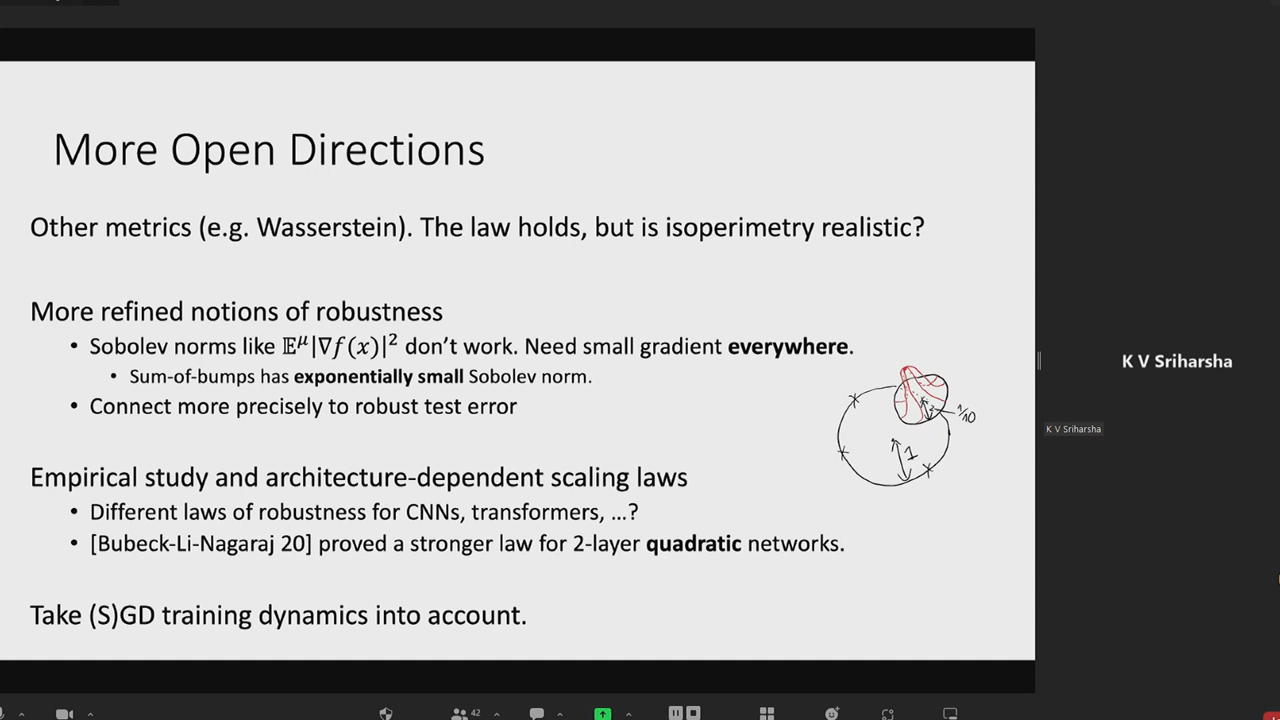 More Open Directions
Other metrics (e.g. Wasserstein). The law holds, but is isoperimetry realistic?
More refined notions of robustness
• Sobolev norms like 𝔼^μ|∇f(x)|² don’t work. Need small gradient everywhere.
• Sum-of-bumps has exponentially small Sobolev norm.
• Connect more precisely to robust test error
1/10
1
Empirical study and architecture-dependent scaling laws
• Different laws of robustness for CNNs, transformers, …?
• [Bubeck-Li-Nagaraj 20] proved a stronger law for 2-layer quadratic networks.
Take (S)GD training dynamics into account.
K V Sriharsha
K V Sriharsha
42